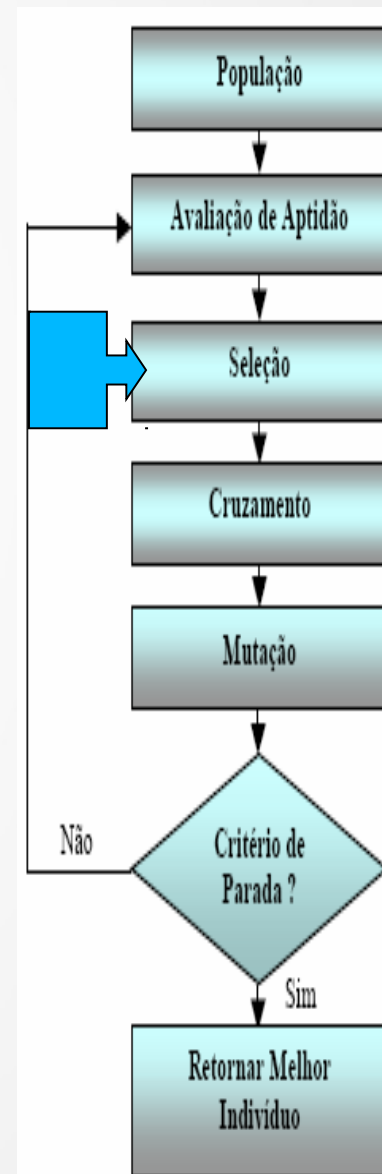 População
Avaliação de Aptidão
Seleção
Cruzamento
Mutação
Não
Critério de
Parada ?
Sim
Retornar Melhor
Indivíduo